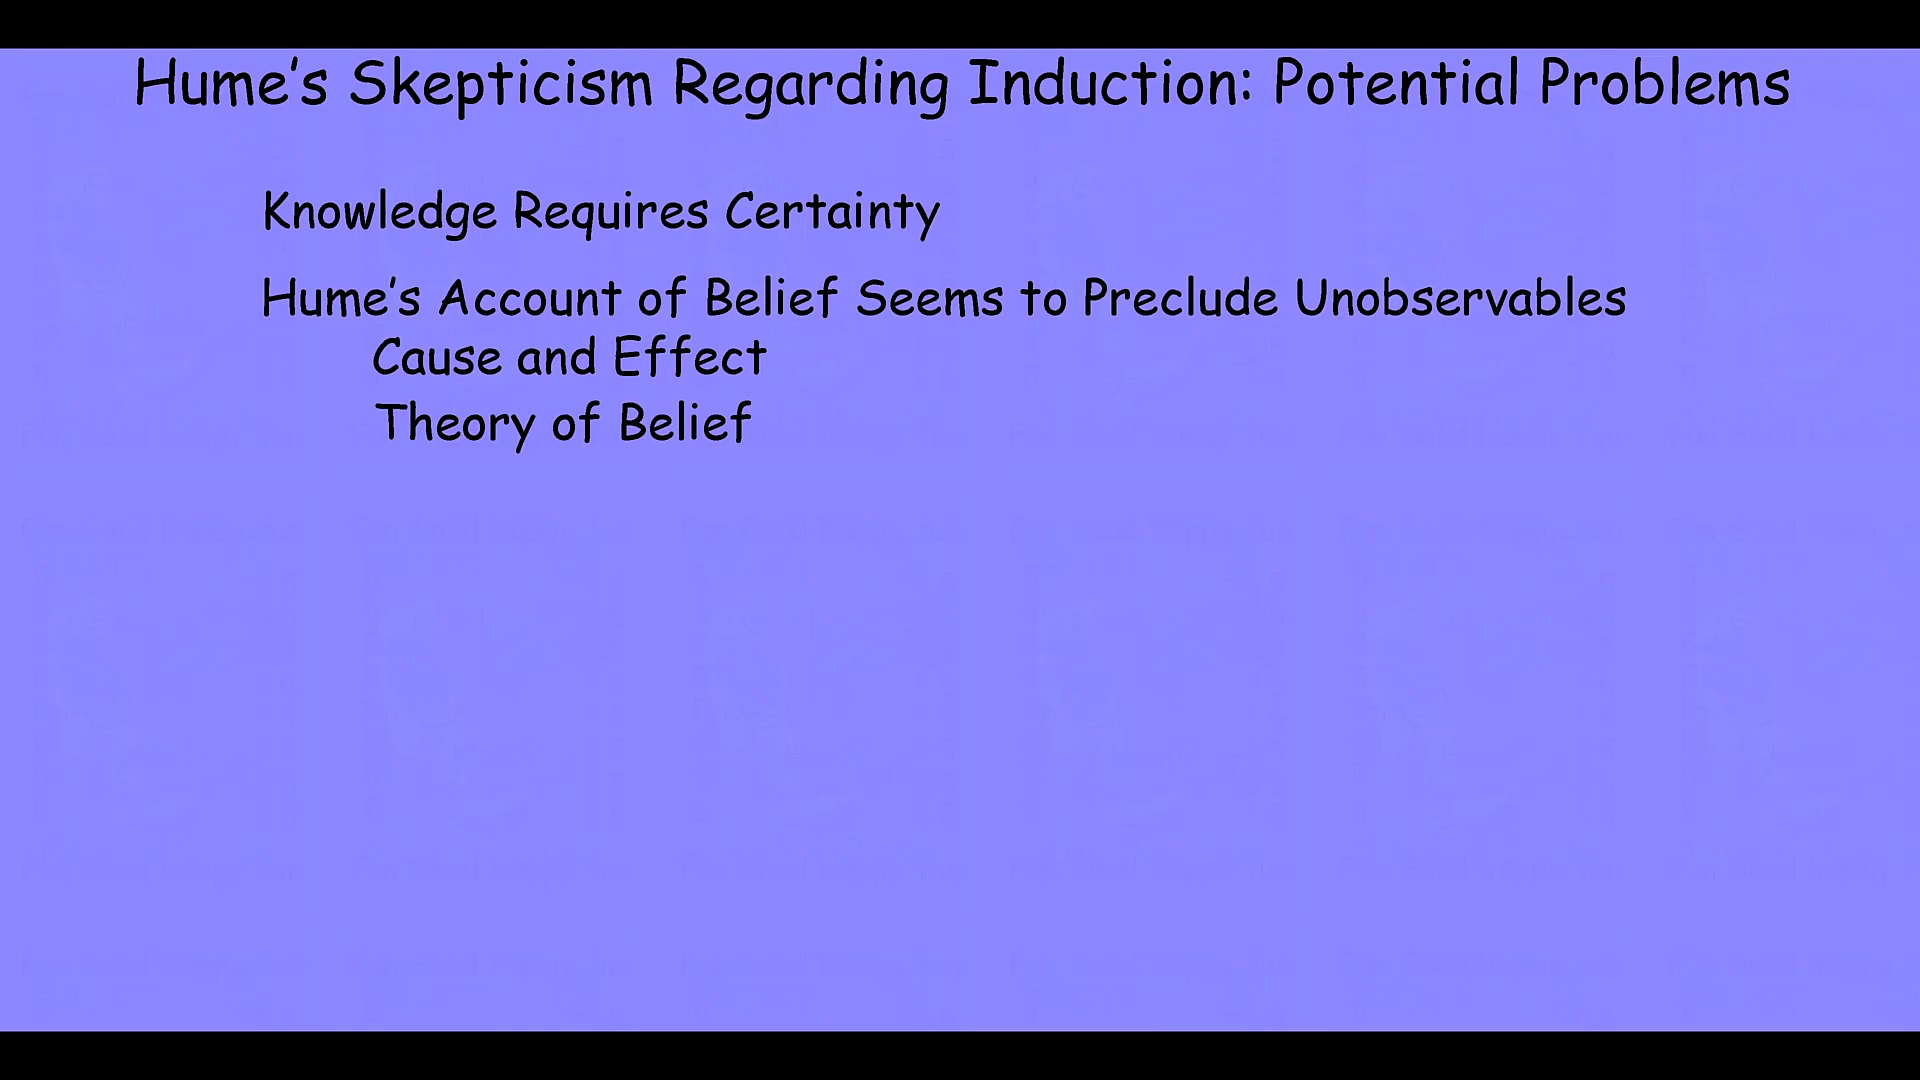 Hume's Skepticism Regarding Induction: Potential Problems
Knowledge Requires Certainty
Hume's Account of Belief Seems to Preclude Unobservables
Cause and Effect
Theory of Belief